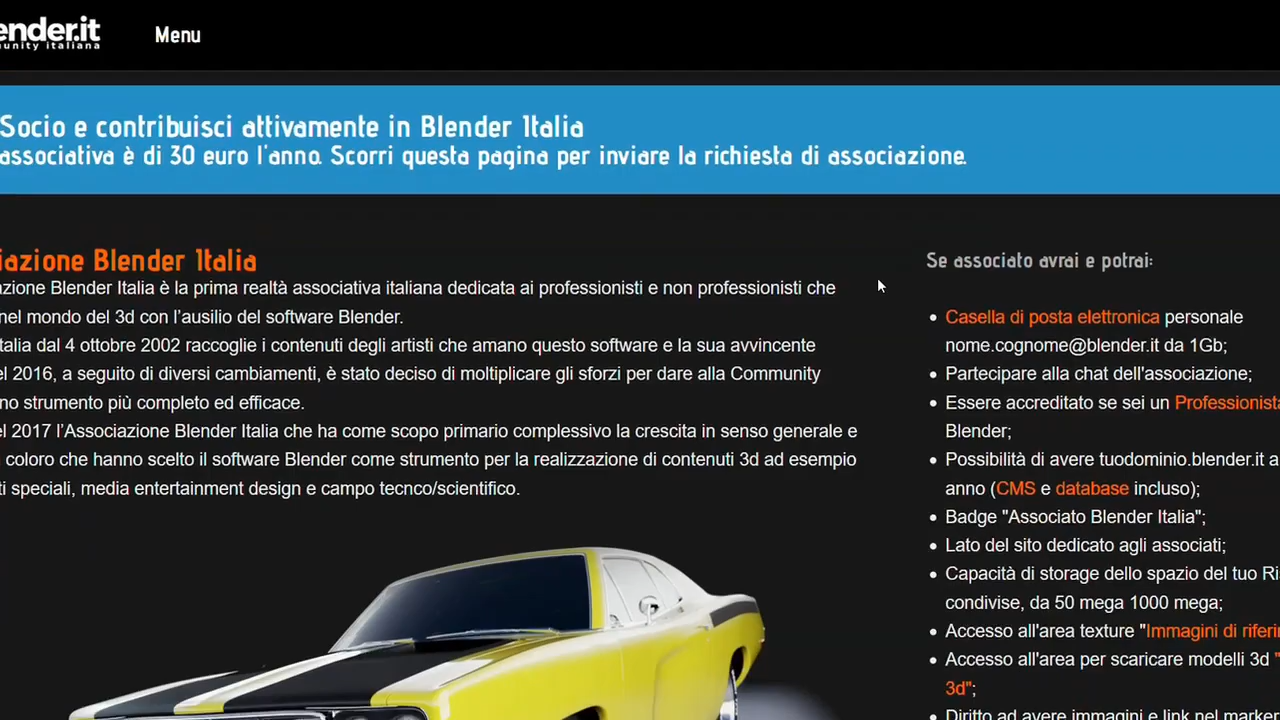 ender.it
unity italiana
Menu
Socio e contribuisci attivamente in Blender Italia
associativa è di 30 euro l'anno. Scorri questa pagina per inviare la richiesta di associazione.
iazione Blender Italia
azione Blender Italia è la prima realtà associativa italiana dedicata ai professionisti e non professionisti che
nel mondo del 3d con l’ausilio del software Blender.
talia dal 4 ottobre 2002 raccoglie i contenuti degli artisti che amano questo software e la sua avvincente
el 2016, a seguito di diversi cambiamenti, è stato deciso di moltiplicare gli sforzi per dare alla Community
no strumento più completo ed efficace.
el 2017 l’Associazione Blender Italia che ha come scopo primario complessivo la crescita in senso generale e
coloro che hanno scelto il software Blender come strumento per la realizzazione di contenuti 3d ad esempio
ti speciali, media entertainment design e campo tecnco/scientifico.
Se associato avrai e potrai:
Casella di posta elettronica personale
nome.cognome@blender.it da 1Gb;
Partecipare alla chat dell'associazione;
Essere accreditato se sei un Professionista
Blender;
Possibilità di avere tuodominio.blender.it a
anno (CMS e database incluso);
Badge "Associato Blender Italia";
Lato del sito dedicato agli associati;
Capacità di storage dello spazio del tuo Ri
condivise, da 50 mega 1000 mega;
Accesso all'area texture "Immagini di riferi
Accesso all'area per scaricare modelli 3d "
3d";
Diritto ad avere immagini e link nel marker